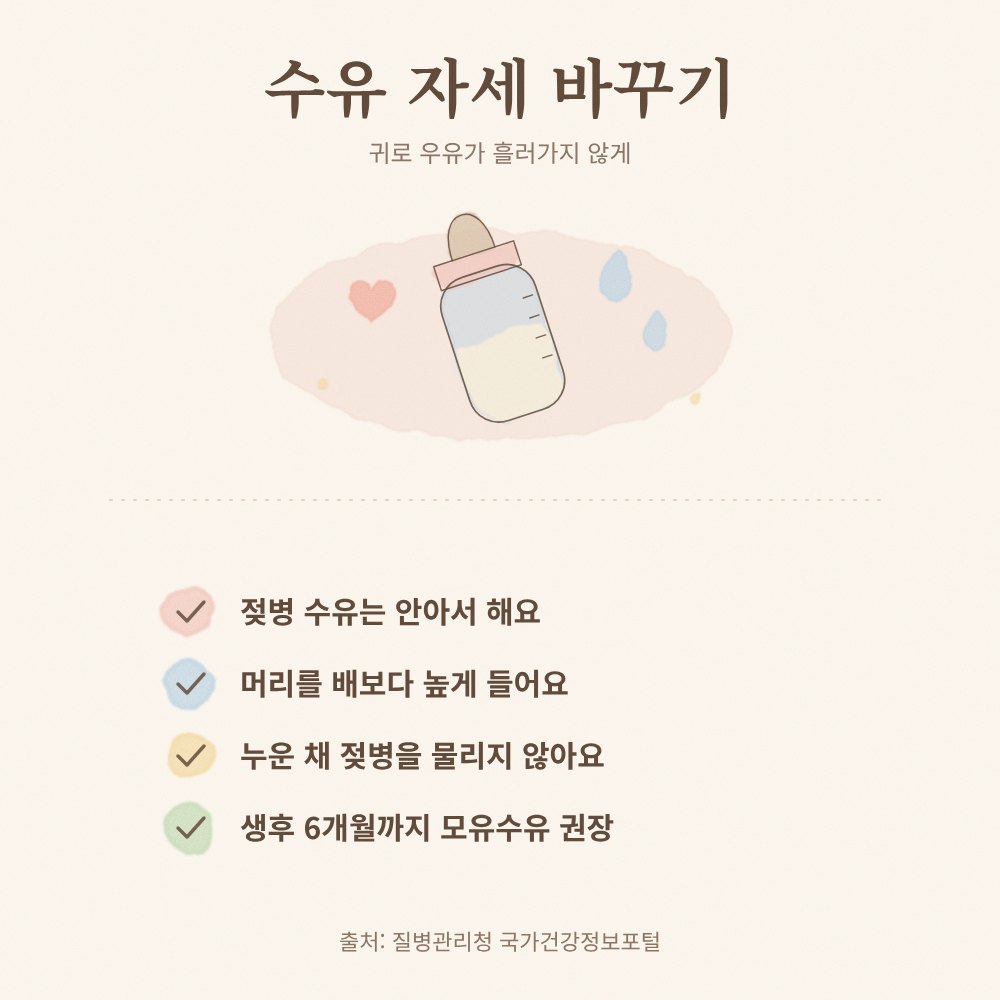 수유 자세 바꾸기
귀로 우유가 흘러가지 않게
젖병 수유는 안아서 해요
머리를 배보다 높게 들어요
누운 채 젖병을 물리지 않아요
생후 6개월까지 모유수유 권장
출처: 질병관리청 국가건강정보포털